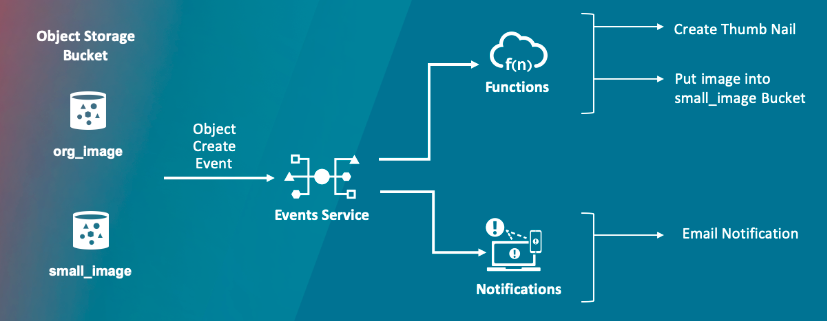 Object Storage
Bucket
org_image
small_image
Object
Create
Event
Events Service
f(n)
Functions
Create Thumb Nail
Put image into
small_image Bucket
Notifications
Email Notification